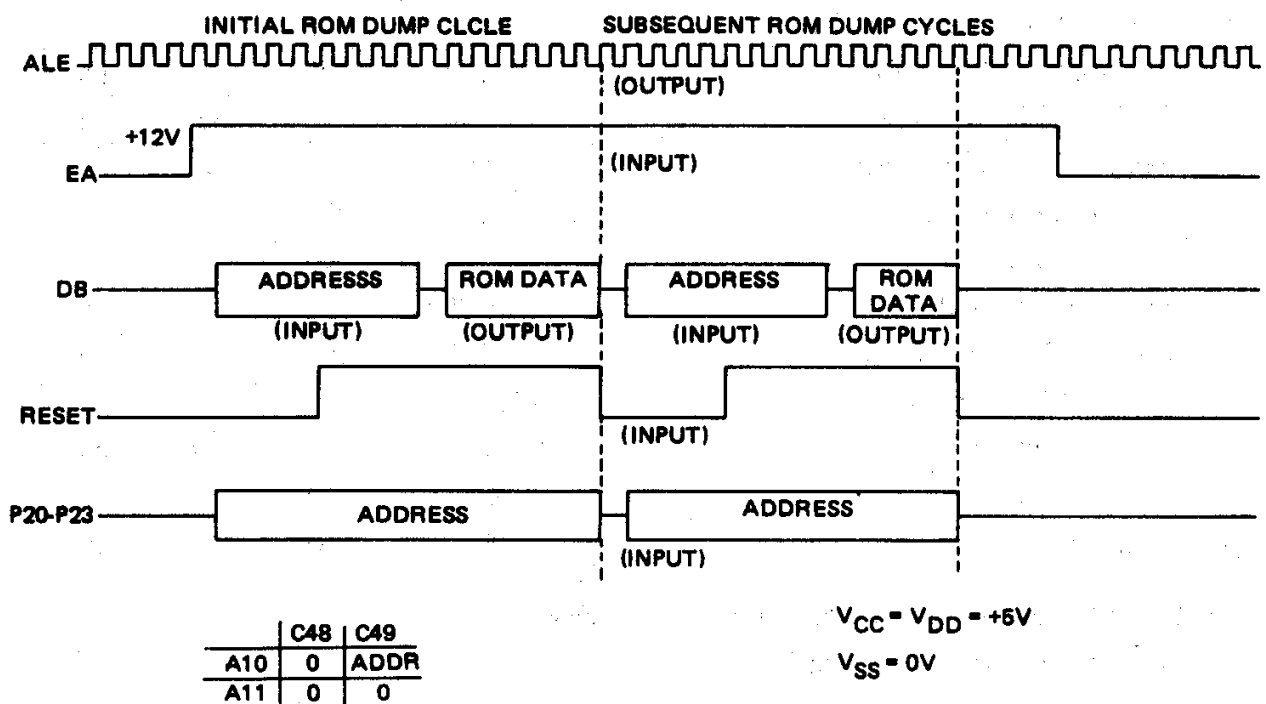 INITIAL ROM DUMP CLCLE SUBSEQUENT ROM DUMP CYCLES
ALE
(OUTPUT)
+12V
EA
(INPUT)
DB
ADDRESSS ROM DATA ADDRESS ROM DATA
(INPUT) (OUTPUT) (INPUT) (OUTPUT)
RESET
(INPUT)
P20-P23
ADDRESS ADDRESS
(INPUT)
VCC = VDD = +5V
VSS = 0V
C48 C49
A10 0 ADDR
A11 0 0